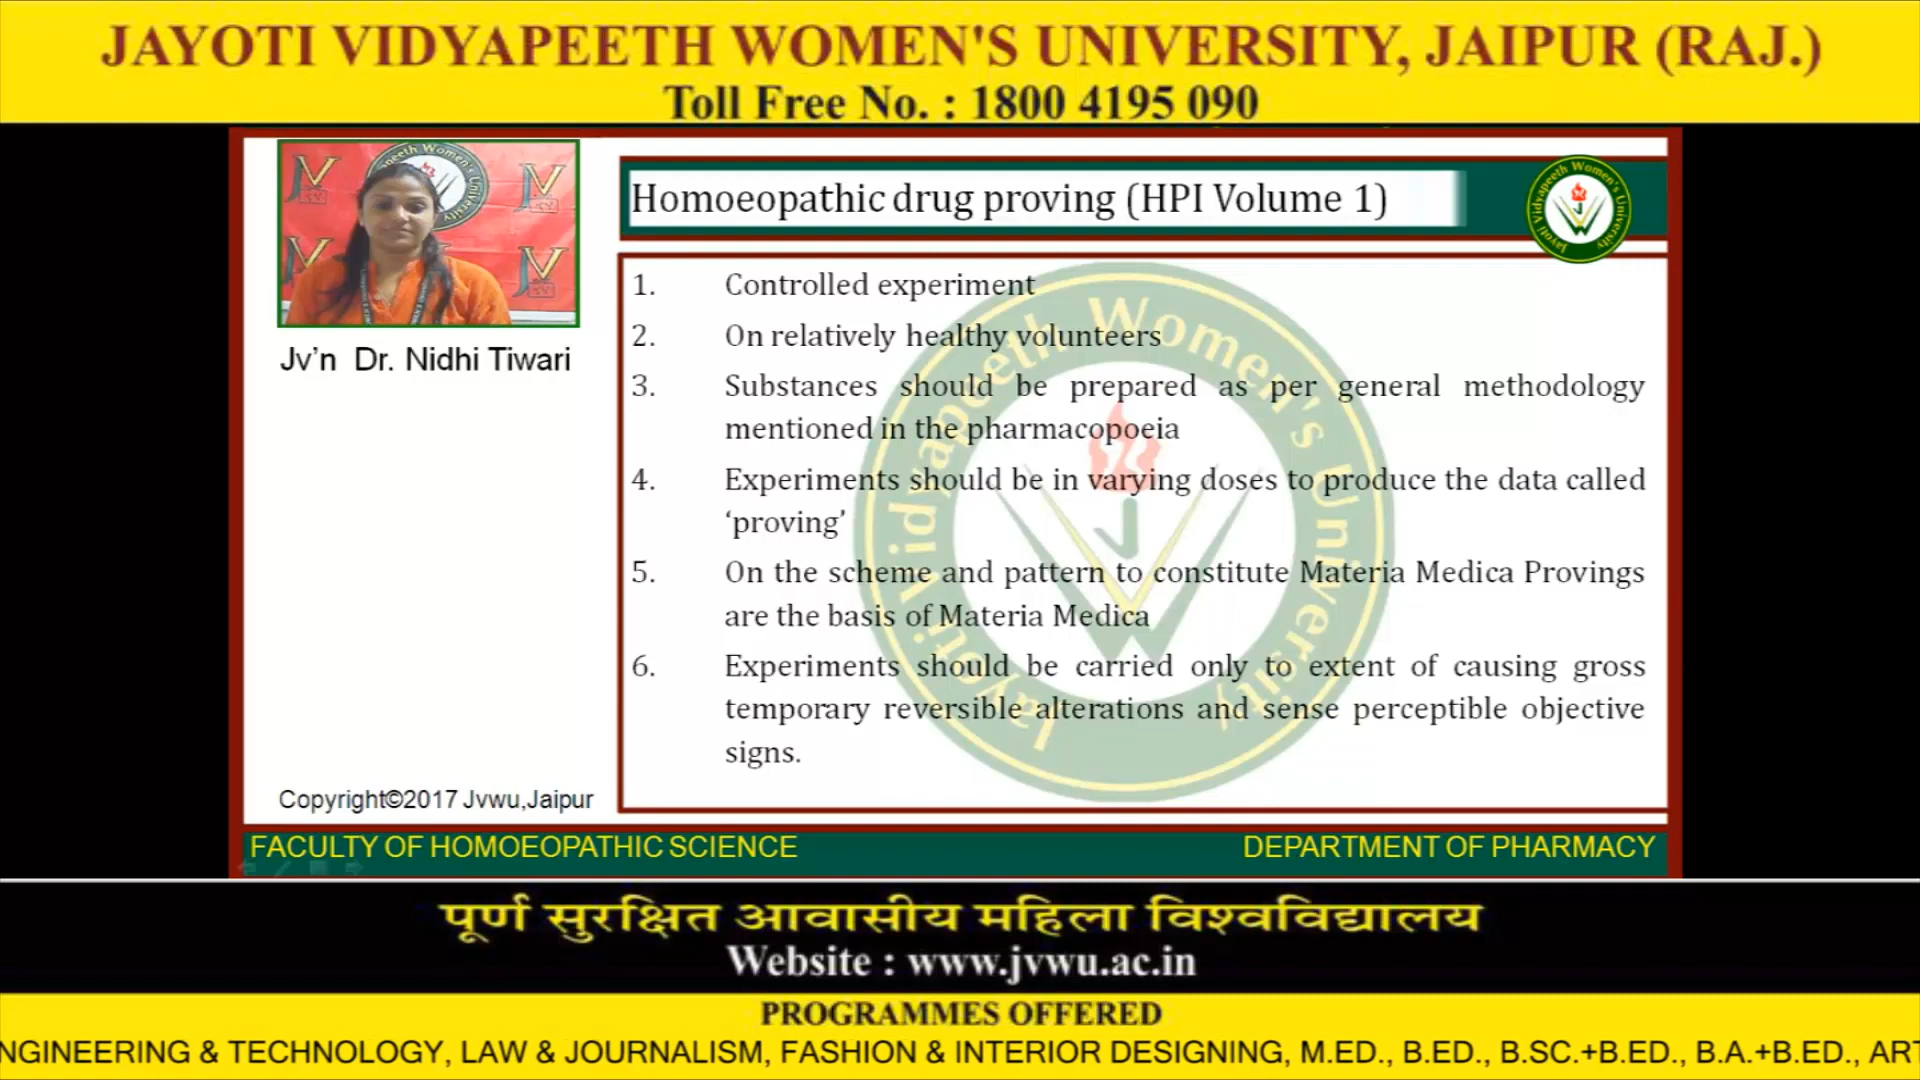 JAYOTI VIDYAPEETH WOMEN'S UNIVERSITY, JAIPUR (RAJ.)
Toll Free No. : 1800 4195 090
Homoeopathic drug proving (HPI Volume 1)
Jv'n Dr. Nidhi Tiwari
1. Controlled experiment
2. On relatively healthy volunteers
3. Substances should be prepared as per general methodology
mentioned in the pharmacopoeia
4. Experiments should be in varying doses to produce the data called
‘proving’
5. On the scheme and pattern to constitute Materia Medica Provings
are the basis of Materia Medica
6. Experiments should be carried only to extent of causing gross
temporary reversible alterations and sense perceptible objective
signs.
Jayoti Vidyapeeth Women's University
Copyright©2017 Jvwu,Jaipur
FACULTY OF HOMOEOPATHIC SCIENCE
DEPARTMENT OF PHARMACY
पूर्ण सुरक्षित आवासीय महिला विश्वविद्यालय
Website : www.jvwu.ac.in
PROGRAMMES OFFERED
NGINEERING & TECHNOLOGY, LAW & JOURNALISM, FASHION & INTERIOR DESIGNING, M.ED., B.ED., B.SC.+B.ED., B.A.+B.ED., ART